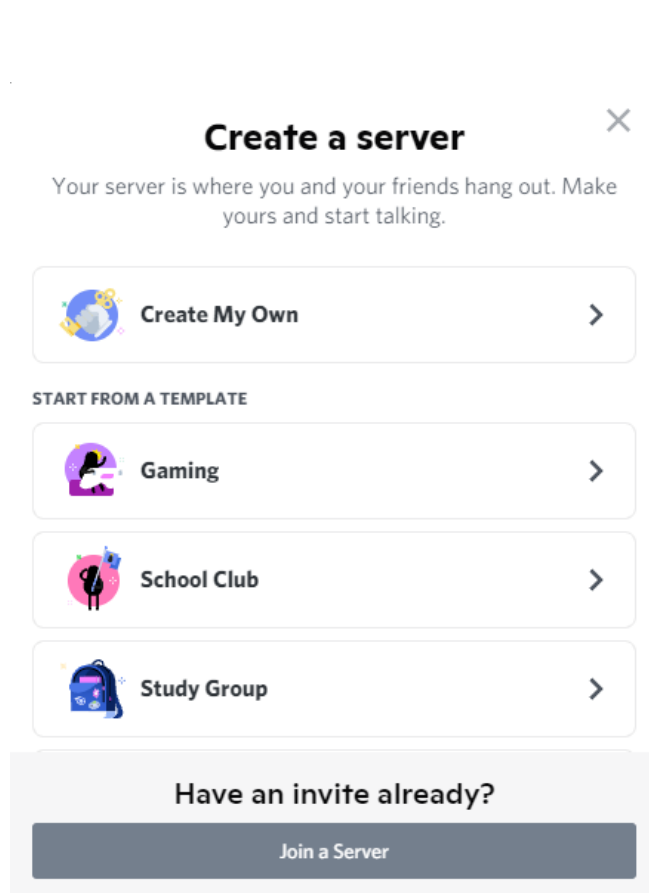 Create a server
Your server is where you and your friends hang out. Make
yours and start talking.
Create My Own
START FROM A TEMPLATE
Gaming
School Club
Study Group
Have an invite already?
Join a Server